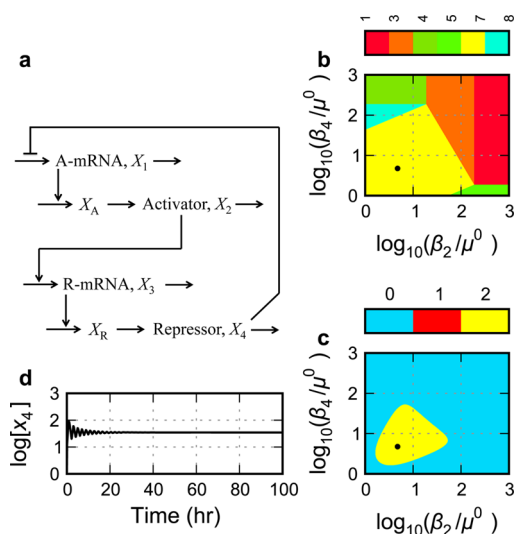 a
A-mRNA, X₁
X_A Activator, X₂
R-mRNA, X₃
X_R Repressor, X₄
b
1 3 4 5 7 8
log₁₀(β₄/μ⁰)
3
2
1
0
0 1 2 3
log₁₀(β₂/μ⁰)
c
0 1 2
log₁₀(β₄/μ⁰)
3
2
1
0
0 1 2 3
log₁₀(β₂/μ⁰)
d
log[x₄]
3
2
1
0
0 20 40 60 80 100
Time (hr)